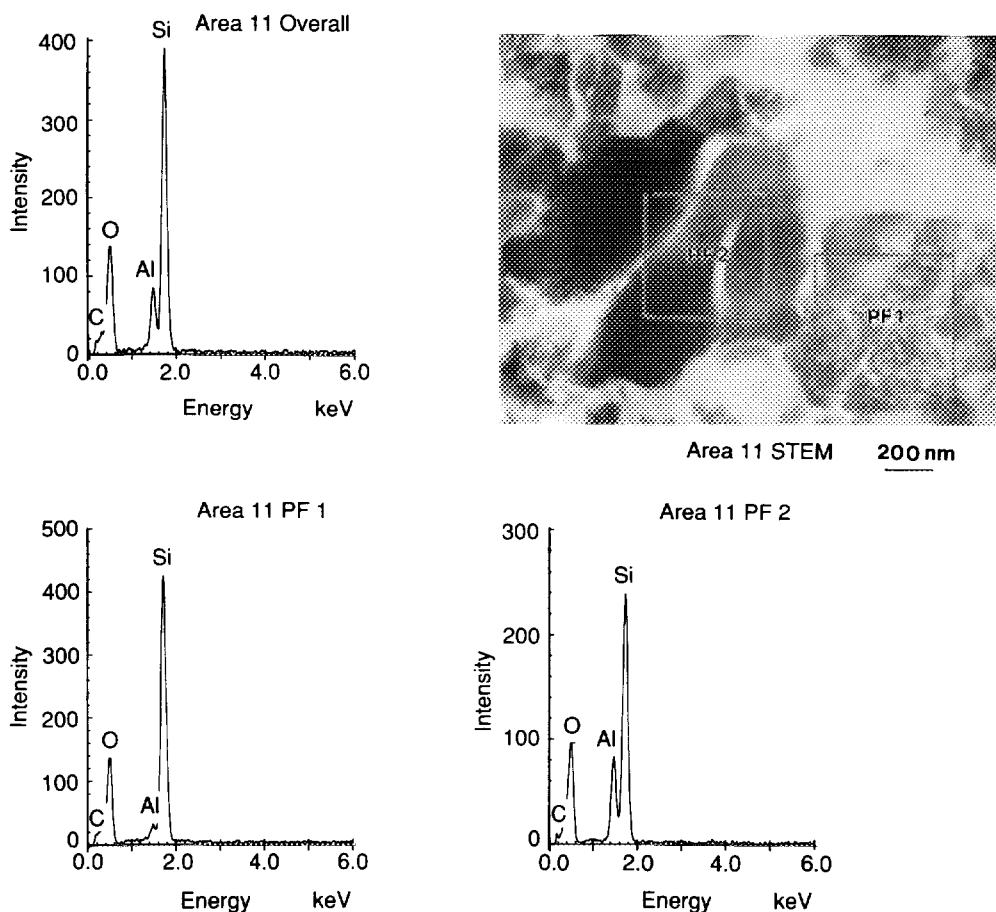 Area 11 Overall
Si
400
300
200
100
0
O
Al
C
0.0 2.0 4.0 6.0
Energy keV
Intensity
PF 1
Area 11 STEM 200 nm
Area 11 PF 1
Si
500
400
300
200
100
0
O
Al
C
0.0 2.0 4.0 6.0
Energy keV
Intensity
Area 11 PF 2
Si
300
200
100
0
O
Al
C
0.0 2.0 4.0 6.0
Energy keV
Intensity